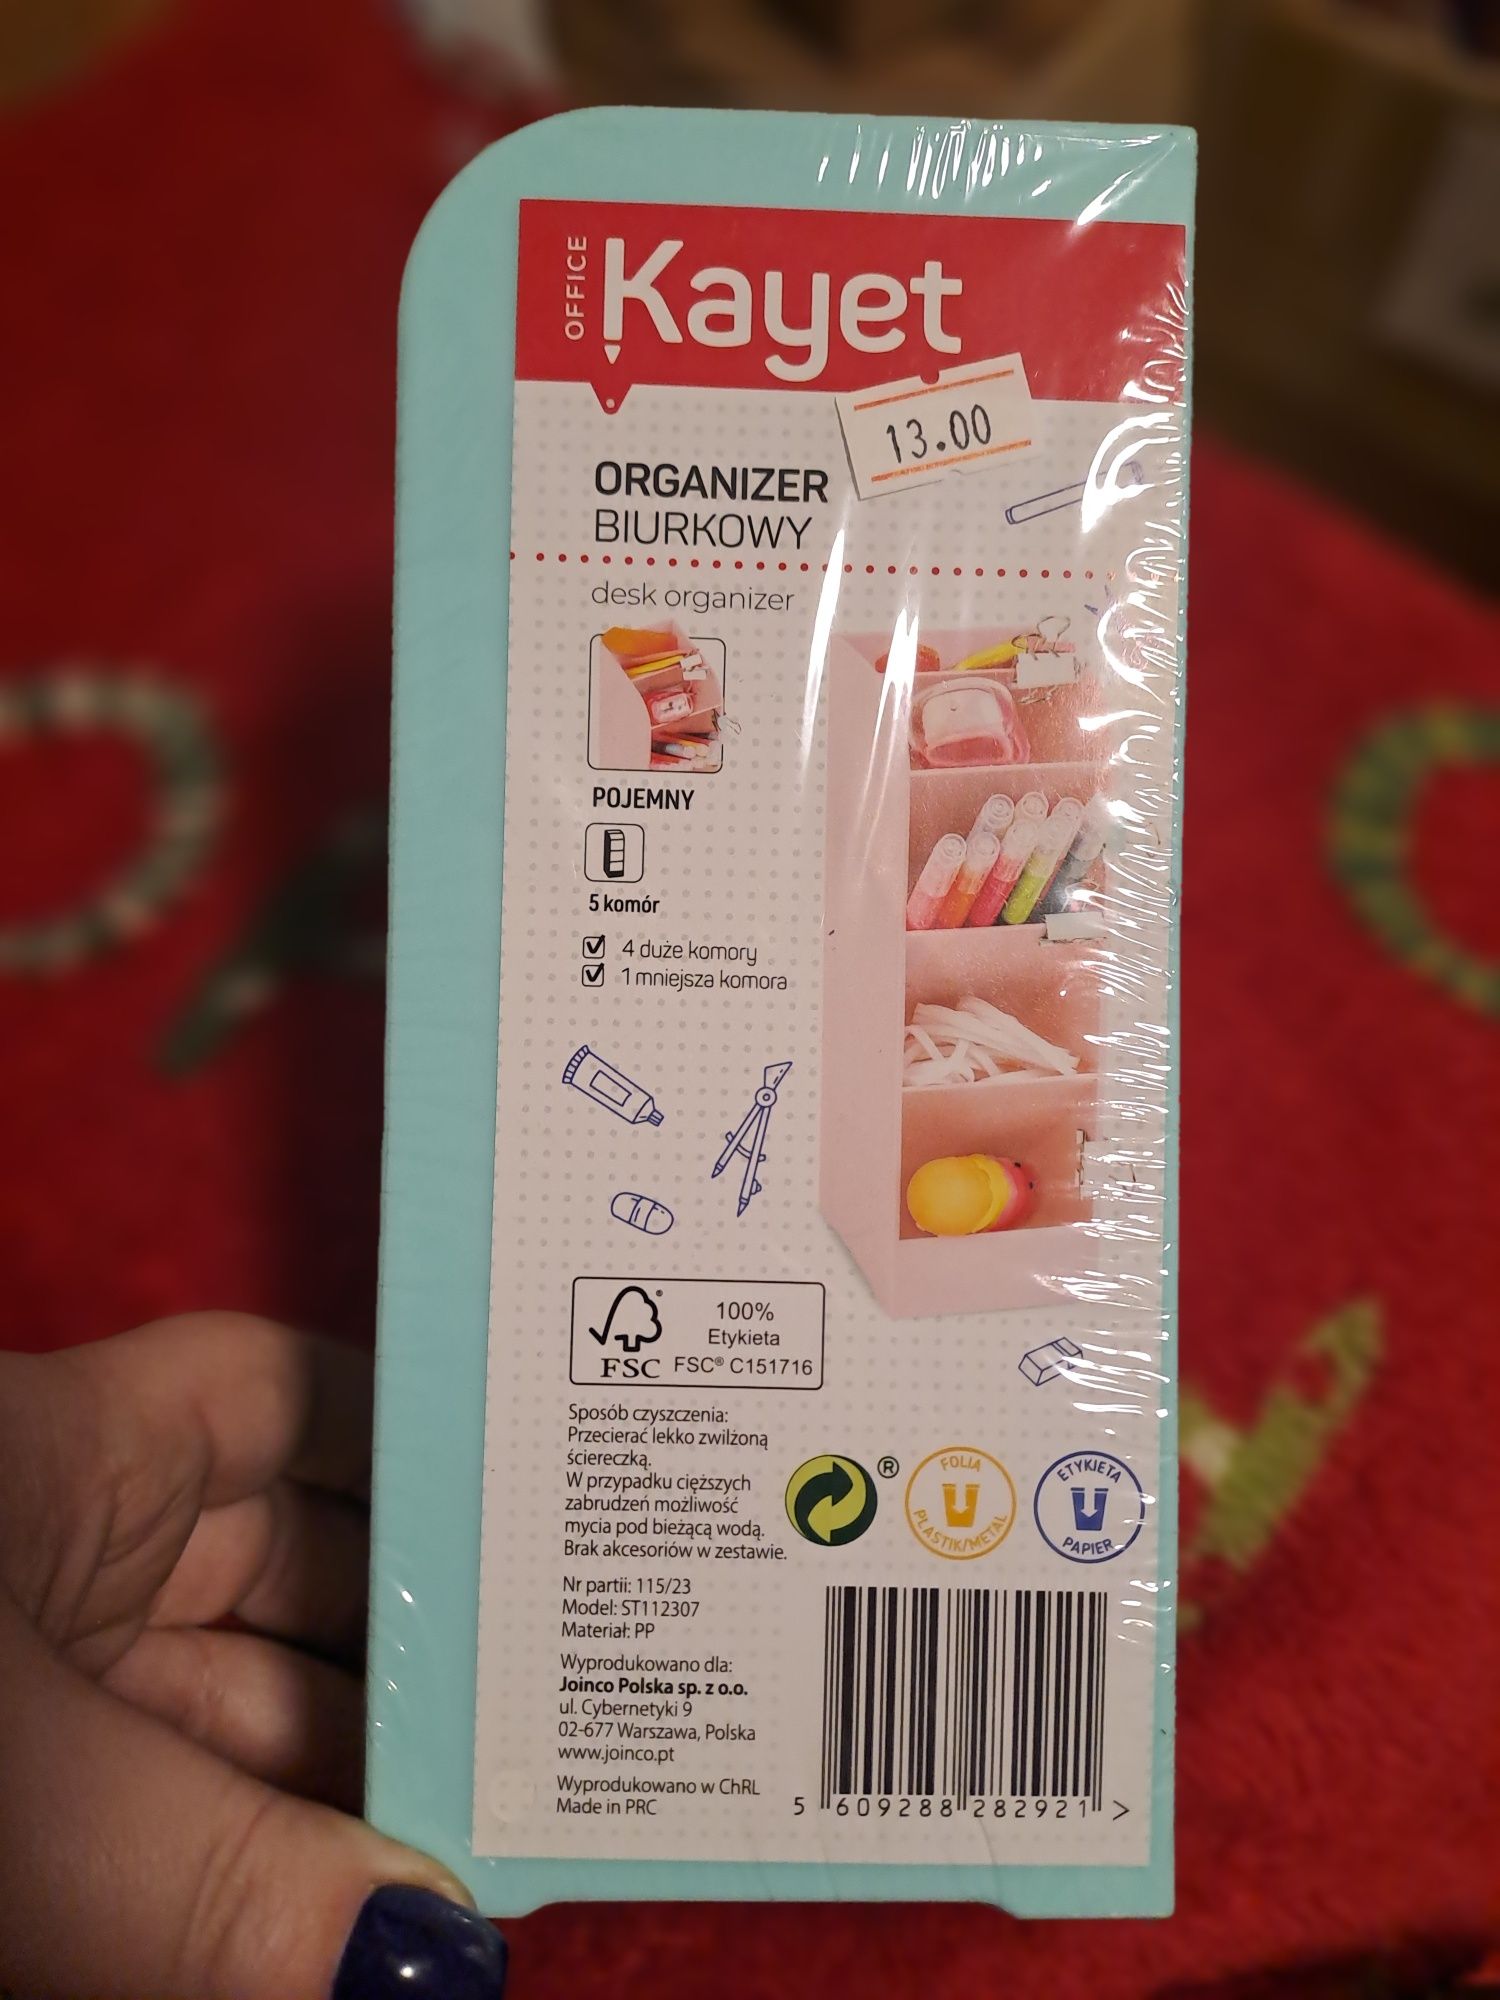 OFFICE
Kayet
13.00
ORGANIZER
BIURKOWY
desk organizer
POJEMNY
5 komór
4 duże komory
1 mniejsza komora
100%
Etykieta
FSC® C151716
FSC
Sposób czyszczenia:
Przecierać lekko zwilżoną
ściereczką.
W przypadku cięższych
zabrudzeń możliwość
mycia pod bieżącą wodą.
Brak akcesoriów w zestawie.
®
FOLIA
PLASTIK/METAL
ETYKIETA
PAPIER
Nr partii: 115/23
Model: ST112307
Materiał: PP
Wyprodukowano dla:
Joinco Polska sp. z o.o.
ul. Cybernetyki 9
02-677 Warszawa, Polska
www.joinco.pt
Wyprodukowano w ChRL
Made in PRC
5 609288 282921 >